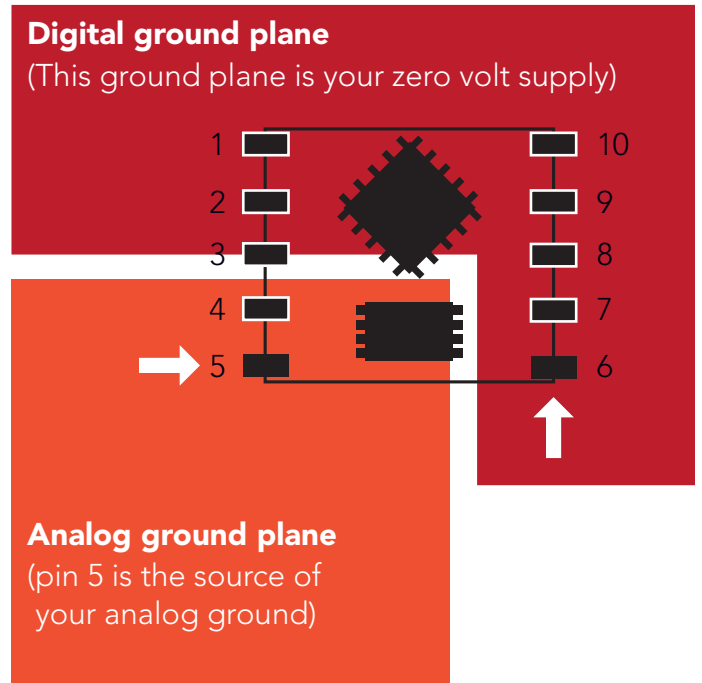 Digital ground plane
(This ground plane is your zero volt supply)
1
10
2
9
3
8
4
7
5
6
Analog ground plane
(pin 5 is the source of
your analog ground)